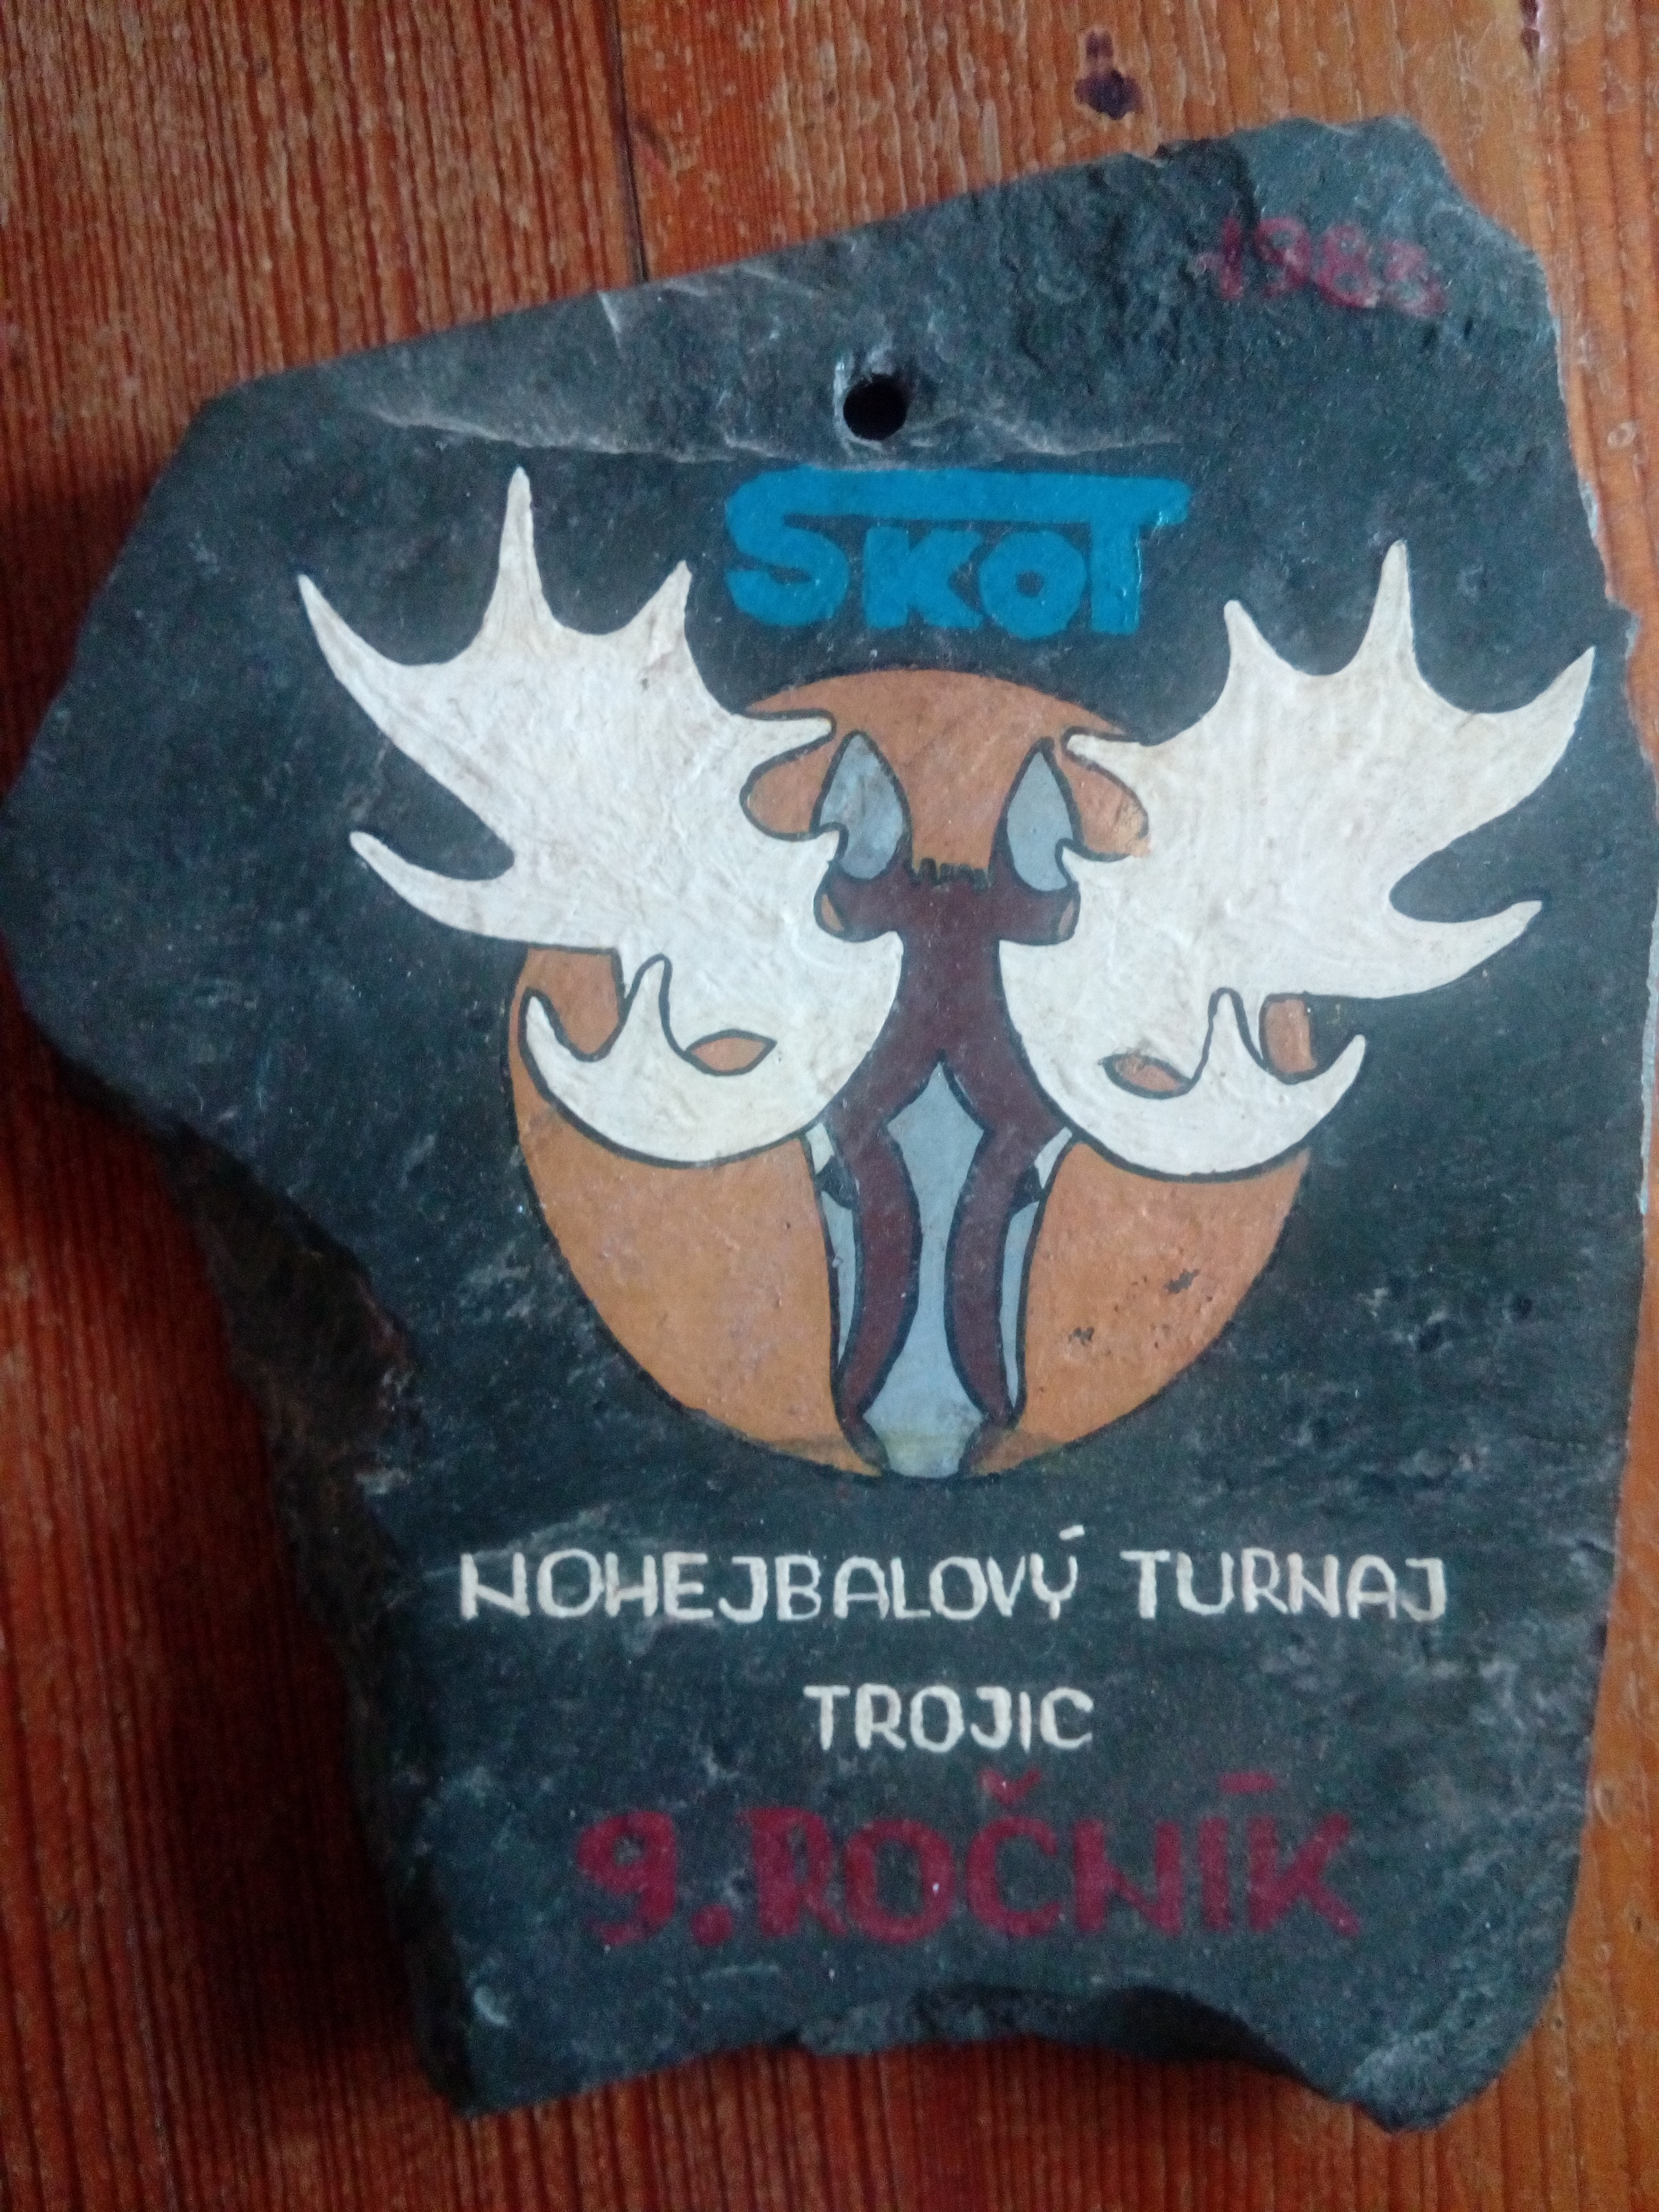 1983
SKOT
NOHEJBALOVÝ TURNAJ
TROJIC
9. ROČNÍK